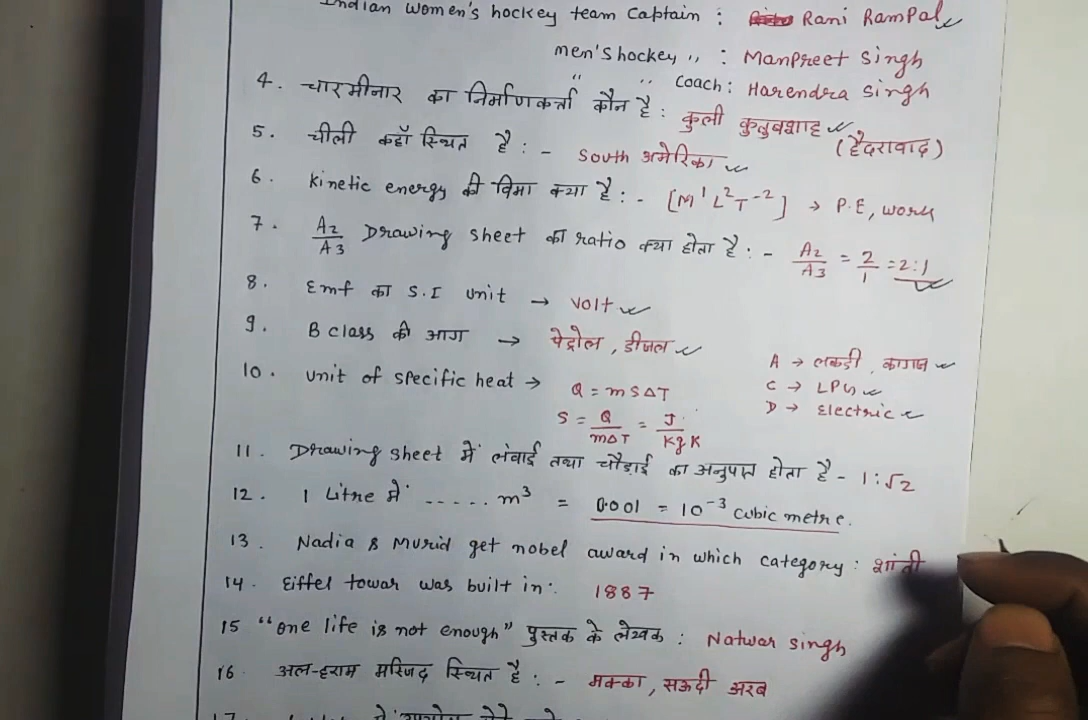 Indian women's hockey team Captain : Rani RamPal
men's hockey ,, : ManPreet Singh
" " Coach : Harendra Singh
4. चारमीनार का निर्माणकर्त्ता कौन है : कुली कुतुबशाह
(हैदराबाद)
5. चीली कहाँ स्थित है : - South अमेरिका
6. Kinetic energy की विमा क्या है : - [M¹ L² T⁻²] → P.E, work
7. A2/A3 Drawing sheet का ratio क्या होता है : - A2/A3 = 2/1 = 2:1
8. Emf का S.I unit → Volt
9. B class की आग → पेट्रोल , डीजल
A → लकड़ी , कागज
10. unit of specific heat → Q = mSΔT
C → LPG
S = Q/mΔT = J/KgK
D → Electric
11. Drawing sheet में लंबाई तथा चौड़ाई का अनुपात होता है - 1:√2
12. 1 Litre में ..... m³ = 0.001 = 10⁻³ cubic metre.
13. Nadia & Murid get nobel award in which category : शांती
14. Eiffel towar was built in : 1887
15 "one life is not enough" पुस्तक के लेखक : Natwar singh
16. अल-हराम मस्जिद स्थित है : - मक्का , सऊदी अरब
17.